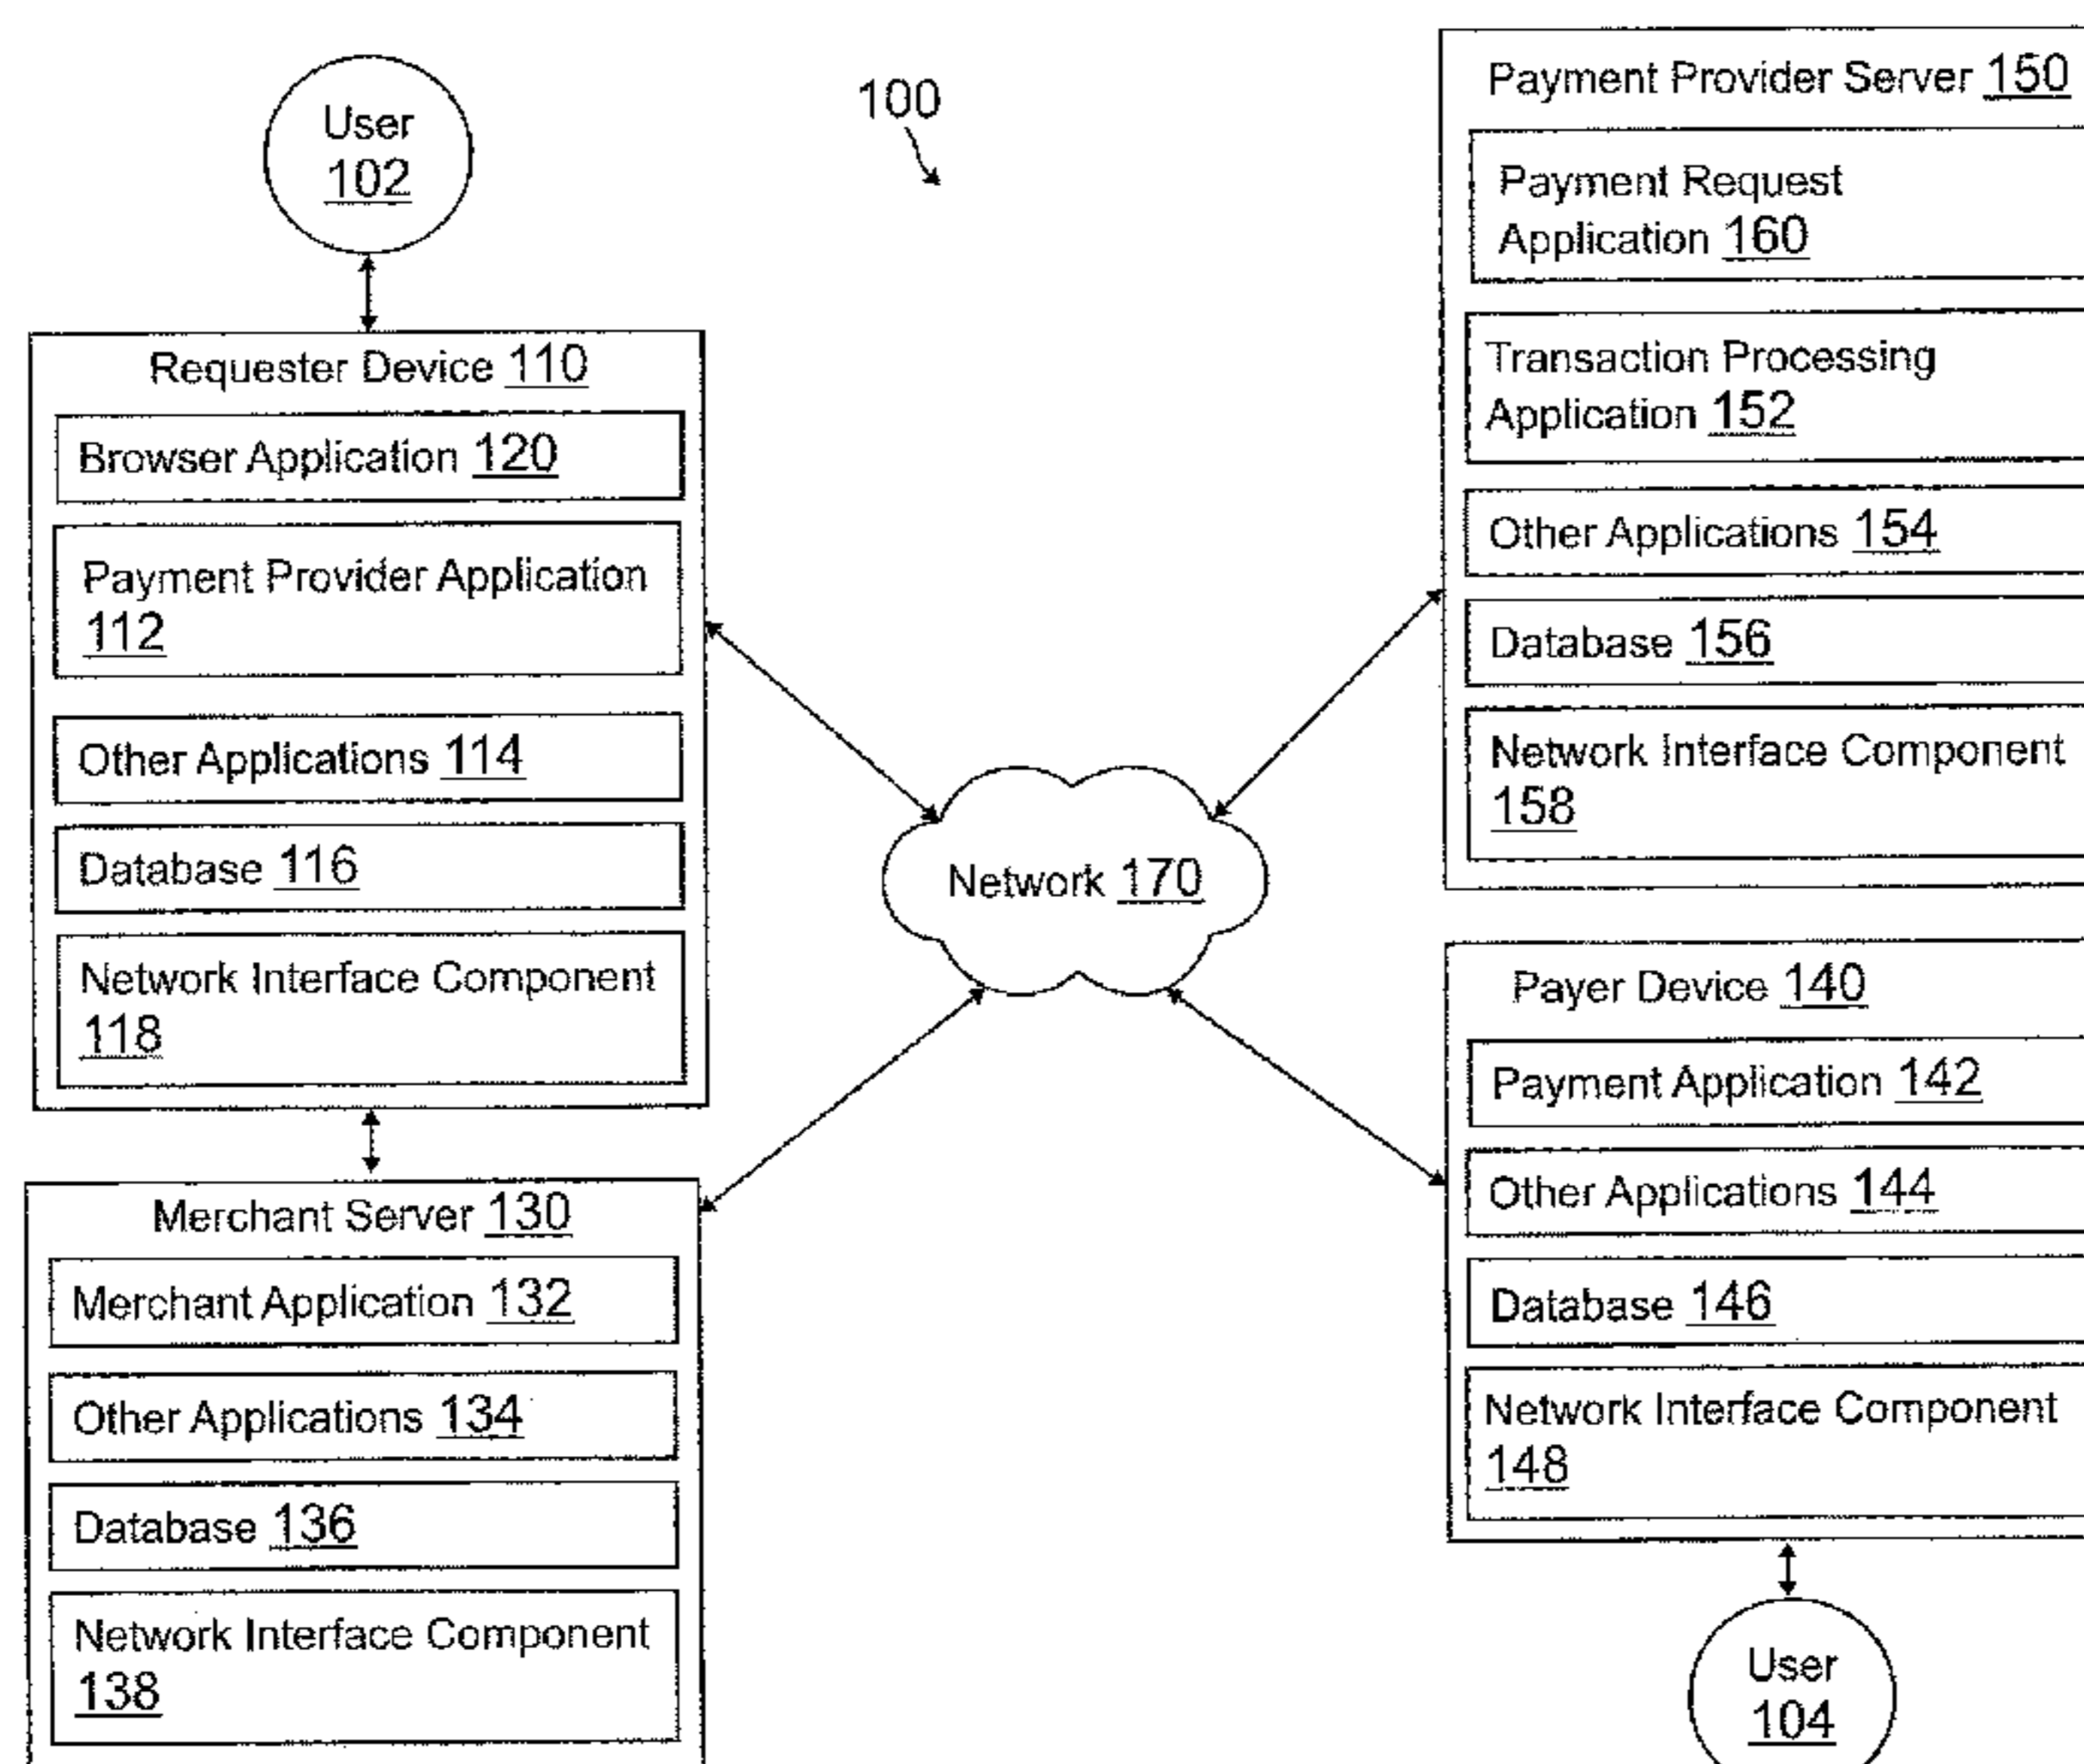 100
User
102
Requester Device 110
Browser Application 120
Payment Provider Application
112
Other Applications 114
Database 116
Network Interface Component
118
Merchant Server 130
Merchant Application 132
Other Applications 134
Database 136
Network Interface Component
138
Network 170
Payment Provider Server 150
Payment Request
Application 160
Transaction Processing
Application 152
Other Applications 154
Database 156
Network Interface Component
158
Payer Device 140
Payment Application 142
Other Applications 144
Database 146
Network Interface Component
148
User
104